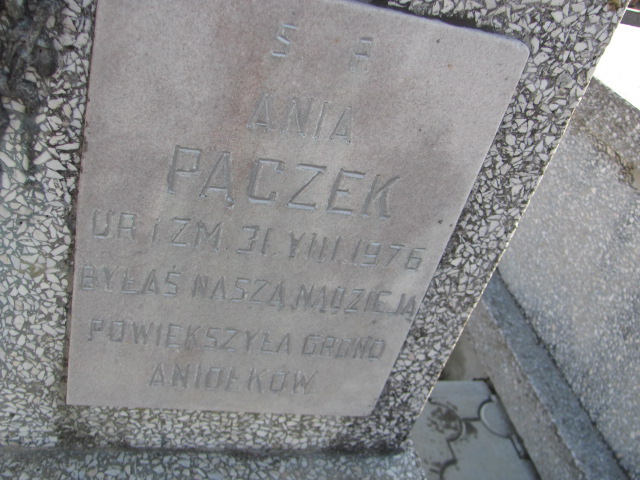 Ś P
ANIA
PĄCZEK
UR i ZM. 31. VIII. 1976
BYŁAŚ NASZĄ NADZIEJĄ
POWIĘKSZYŁA GRONO
ANIOŁKÓW